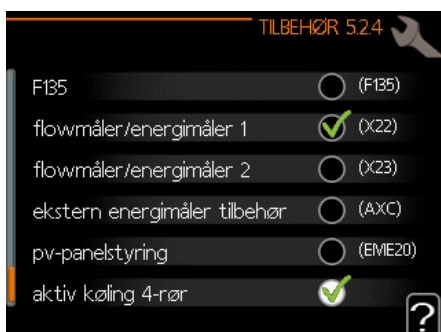 TILBEHØR 5.2.4
F135 (F135)
flowmåler/energimåler 1 (X22)
flowmåler/energimåler 2 (X23)
ekstern energimåler tilbehør (AXC)
pv-panelstyring (EME20)
aktiv køling 4-rør
?